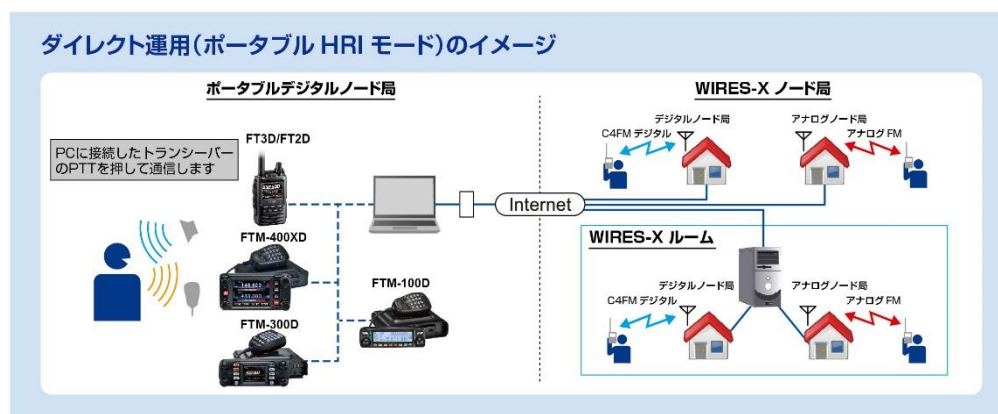 ダイレクト運用(ポータブル HRI モード)のイメージ
ポータブルデジタルノード局
PCに接続したトランシーバー
のPTTを押して通信します
FT3D/FT2D
FTM-400XD
FTM-100D
FTM-300D
Internet
WIRES-X ノード局
デジタルノード局
C4FM デジタル
アナログノード局
アナログ FM
WIRES-X ルーム
デジタルノード局
C4FM デジタル
アナログノード局
アナログ FM